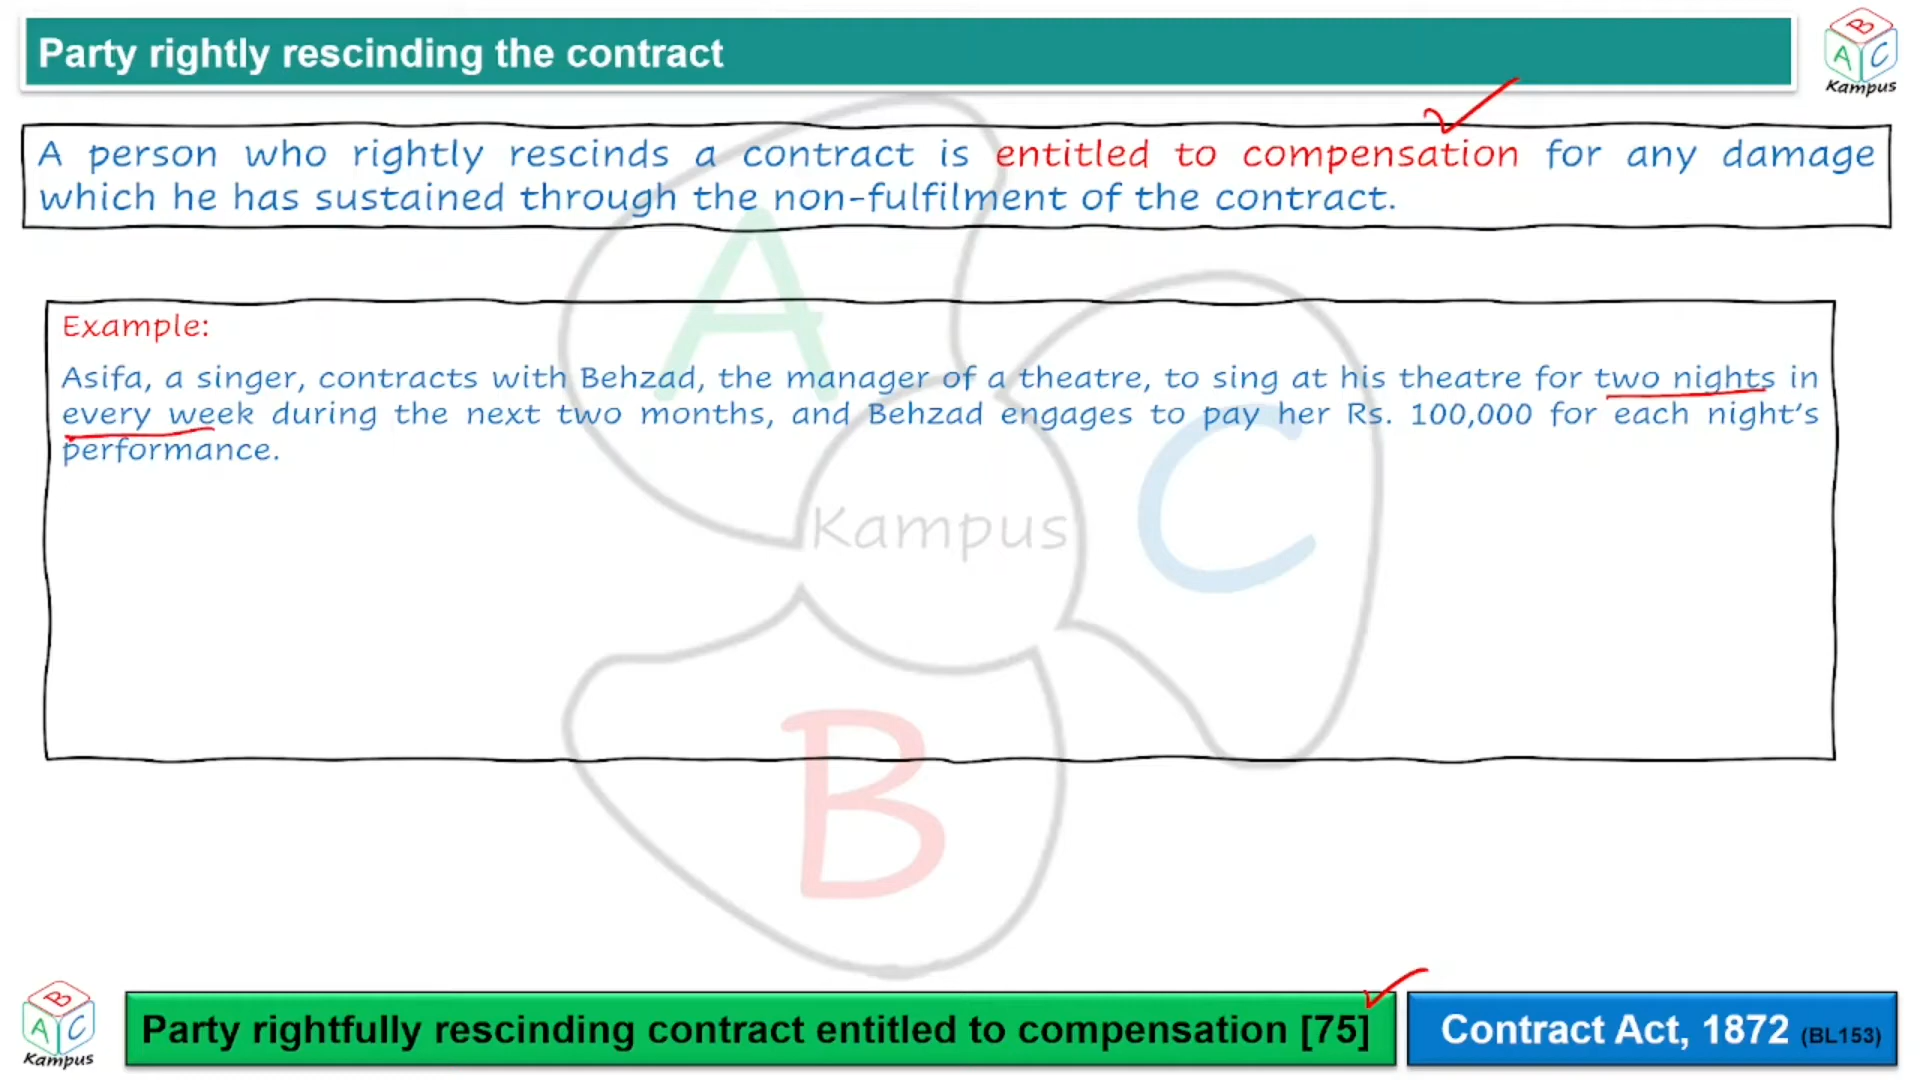 Party rightly rescinding the contract
B
A C
Kampus
A person who rightly rescinds a contract is entitled to compensation for any damage
which he has sustained through the non-fulfilment of the contract.
Example:
Asifa, a singer, contracts with Behzad, the manager of a theatre, to sing at his theatre for two nights in
every week during the next two months, and Behzad engages to pay her Rs. 100,000 for each night's
performance.
A
Kampus
C
B
B
A C
Kampus
Party rightfully rescinding contract entitled to compensation [75]
Contract Act, 1872 (BL153)